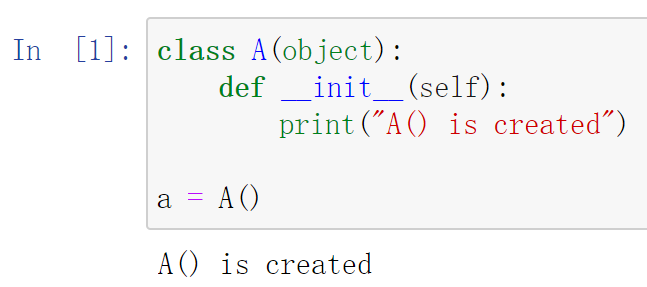 In [1]: class A(object):
    def __init__(self):
        print("A() is created")
a = A()
A() is created